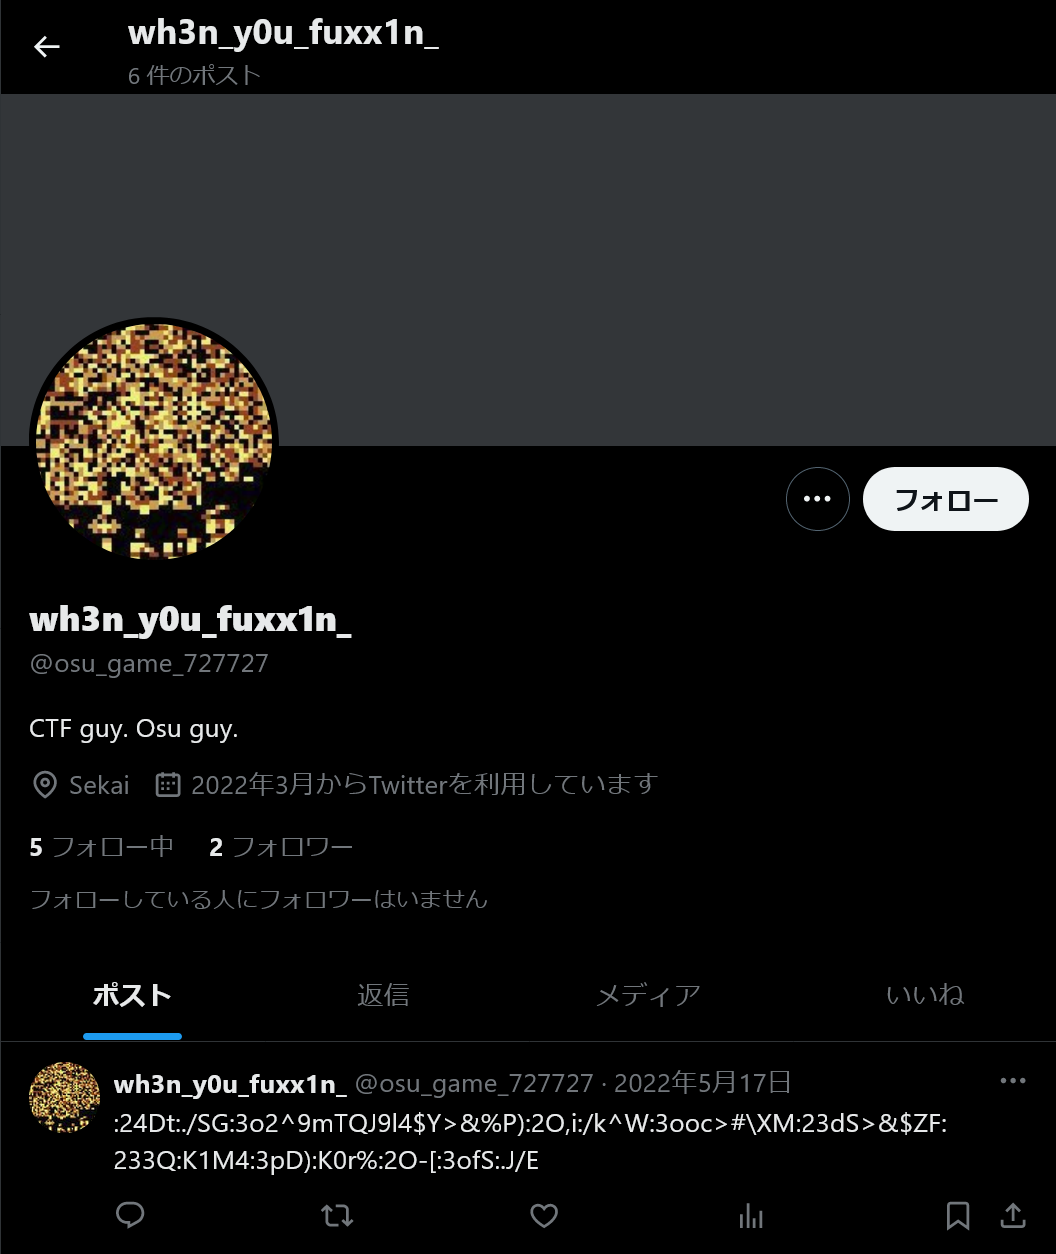 wh3n_y0u_fuxx1n_
6 件のポスト
フォロー
wh3n_y0u_fuxx1n_
@osu_game_727727
CTF guy. Osu guy.
Sekai 2022年3月からTwitterを利用しています
5 フォロー中 2 フォロワー
フォローしている人にフォロワーはいません
ポスト 返信 メディア いいね
wh3n_y0u_fuxx1n_ @osu_game_727727 · 2022年5月17日
:24Dt:./SG:3o2^9mTQJ9l4$Y>&%P):2O,i:/k^W:3ooc>#\XM:23dS>&$ZF:
233Q:K1M4:3pD):K0r%:2O-[:3ofS:.J/E